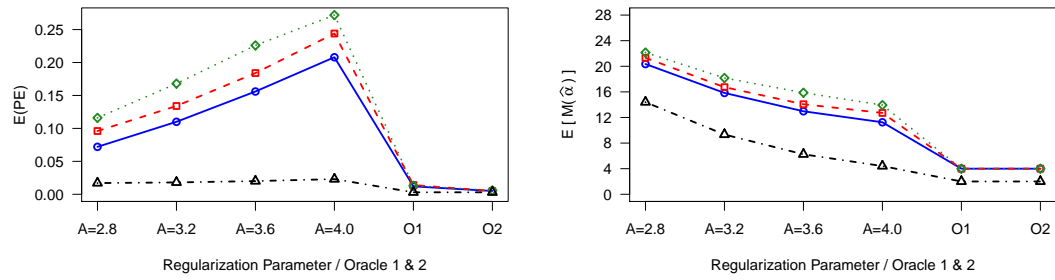 E(PE)
0.25
0.20
0.15
0.10
0.05
0.00
A=2.8 A=3.2 A=3.6 A=4.0 O1 O2
Regularization Parameter / Oracle 1 & 2
E [ M(α̂) ]
28
24
20
16
12
8
4
0
A=2.8 A=3.2 A=3.6 A=4.0 O1 O2
Regularization Parameter / Oracle 1 & 2